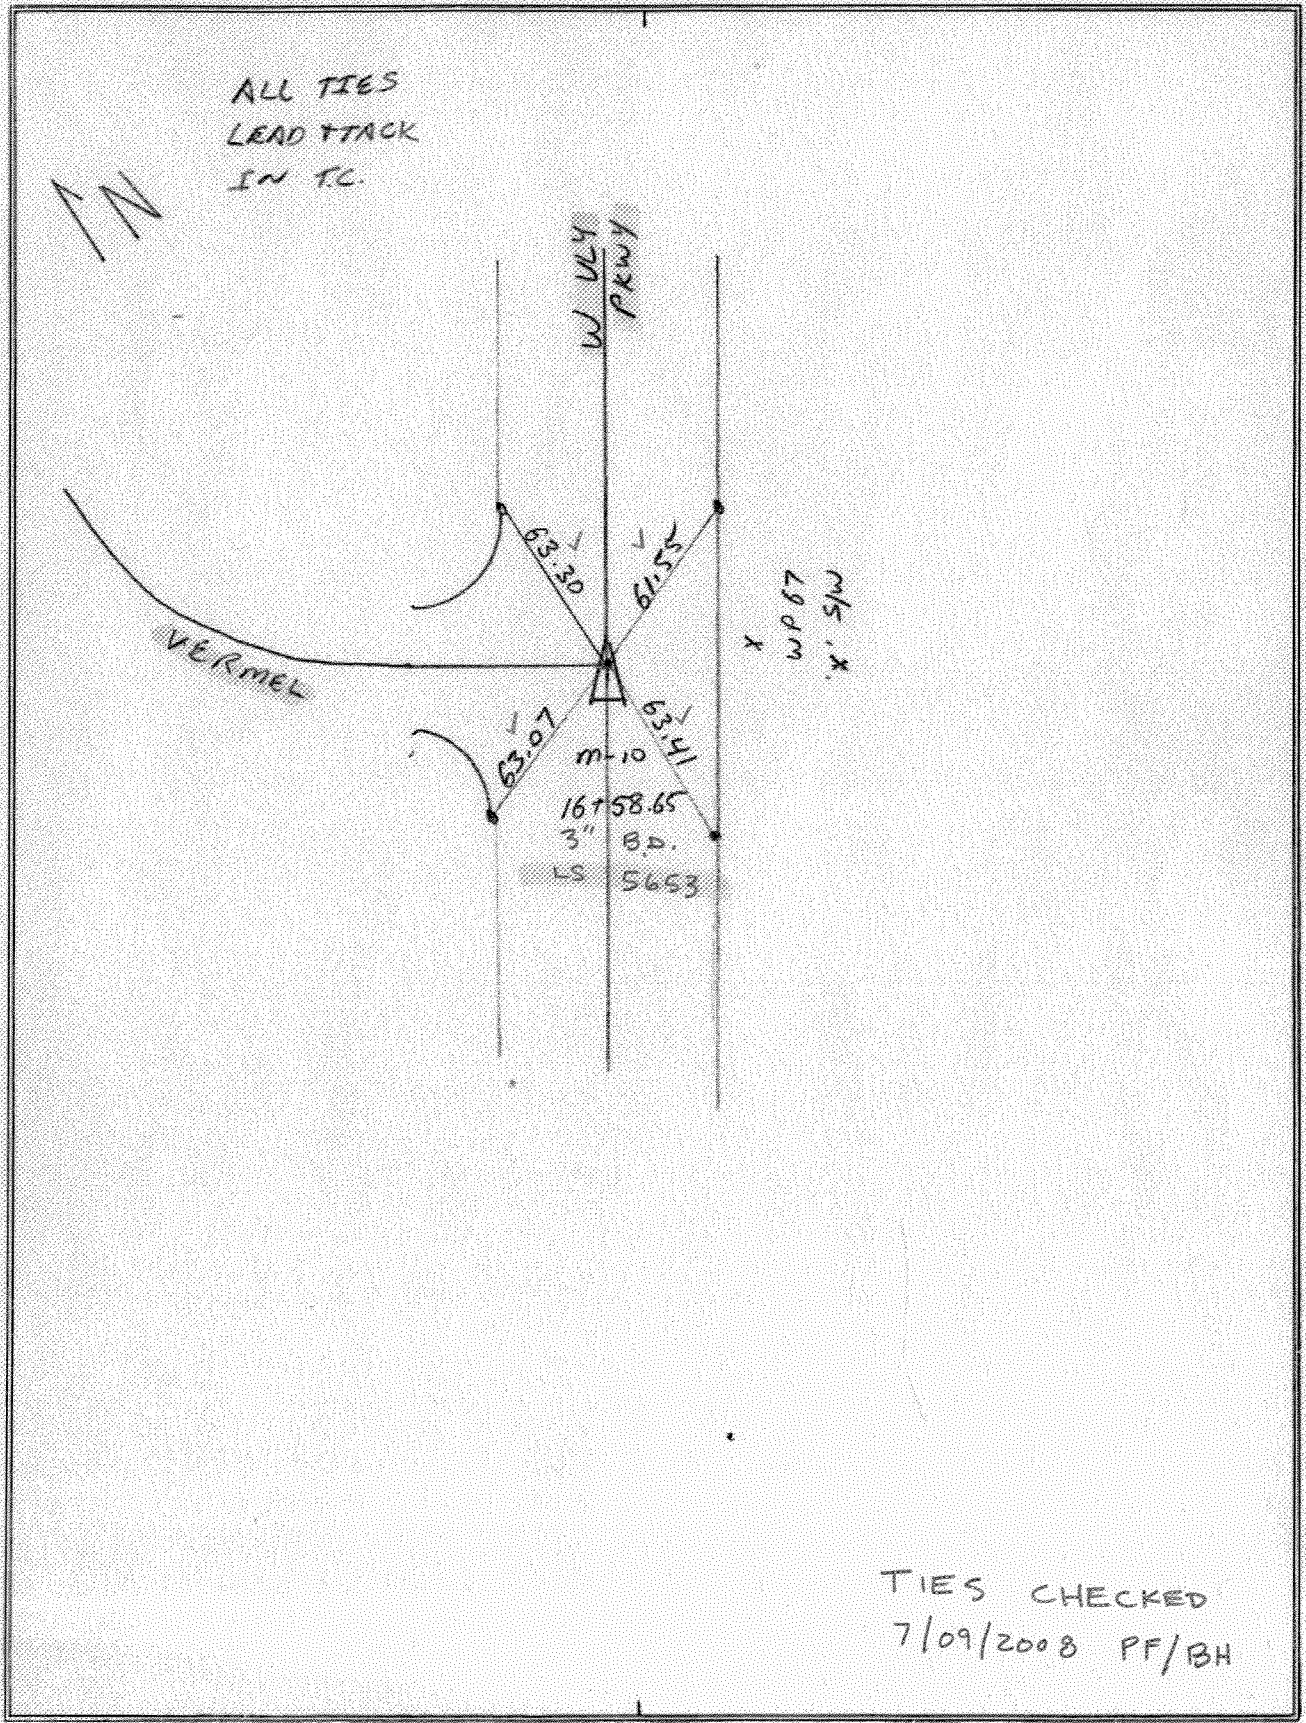 ALL TIES
LEAD + TACK
IN T.C.
N
W VLY
PKWY
63.30
61.55
X
WP 67
"X" S/W
VERMEL
63.07
63.41
M-10
16+58.65
3" B.D.
LS 5653
TIES CHECKED
7/09/2008 PF/BH